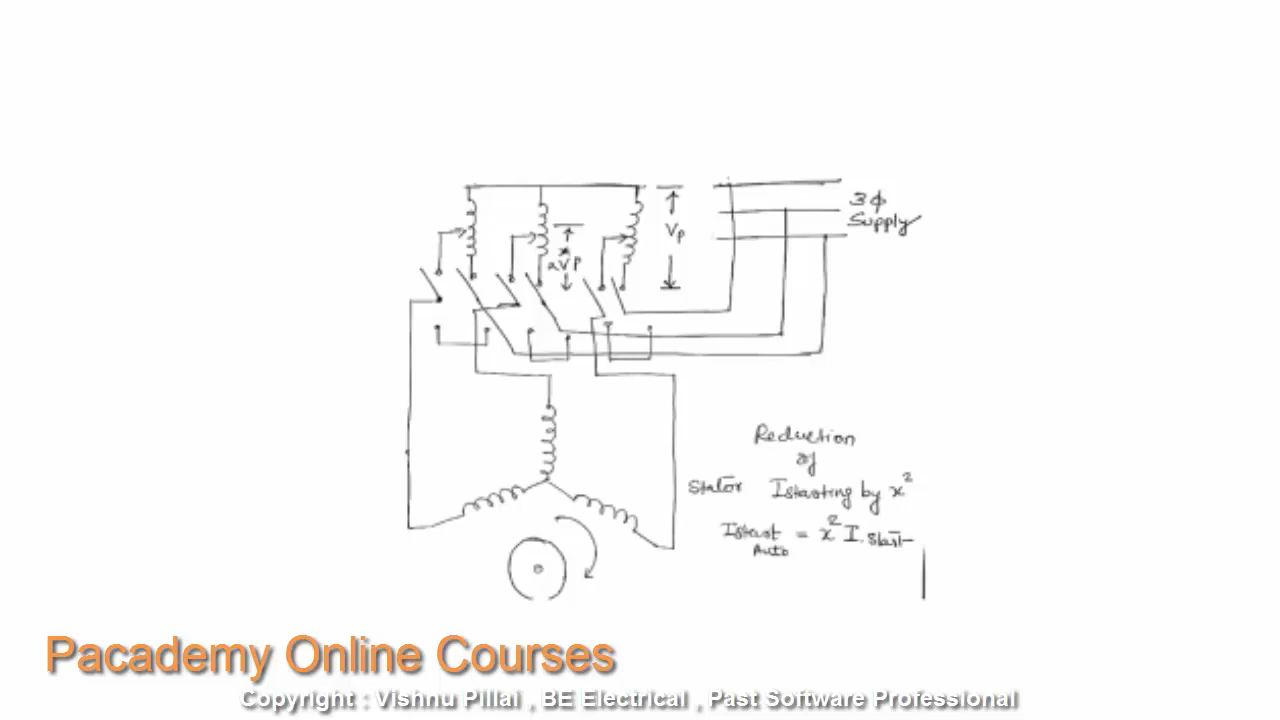 3Φ
Supply
Vp
xVp
Reduction
of
Stator Istarting by x²
Istart = x² I.start
Auto
Pacademy Online Courses
Copyright : Vishnu Pillai , BE Electrical , Past Software Professional